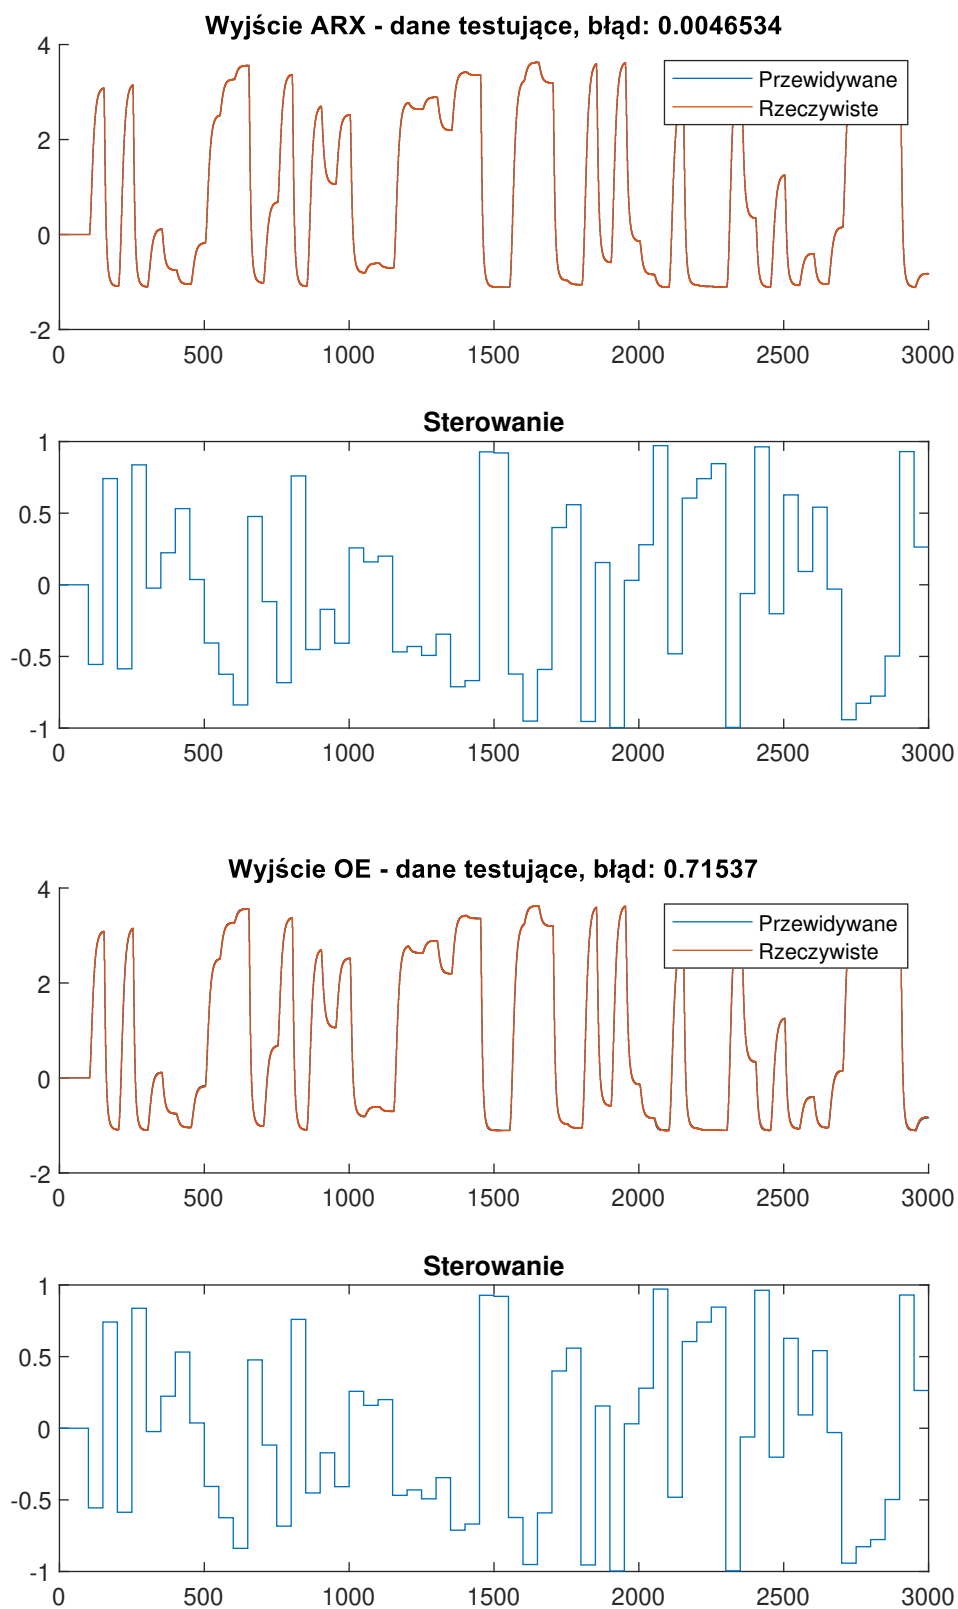 Wyjście ARX - dane testujące, błąd: 0.0046534
4
2
0
-2
0 500 1000 1500 2000 2500 3000
Przewidywane
Rzeczywiste
Sterowanie
1
0.5
0
-0.5
-1
0 500 1000 1500 2000 2500 3000
Wyjście OE - dane testujące, błąd: 0.71537
4
2
0
-2
0 500 1000 1500 2000 2500 3000
Przewidywane
Rzeczywiste
Sterowanie
1
0.5
0
-0.5
-1
0 500 1000 1500 2000 2500 3000